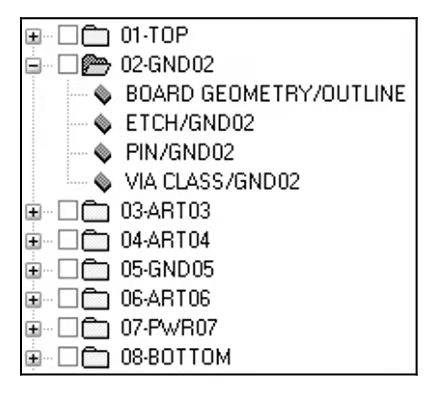 01-TOP
02-GND02
BOARD GEOMETRY/OUTLINE
ETCH/GND02
PIN/GND02
VIA CLASS/GND02
03-ART03
04-ART04
05-GND05
06-ART06
07-PWR07
08-BOTTOM